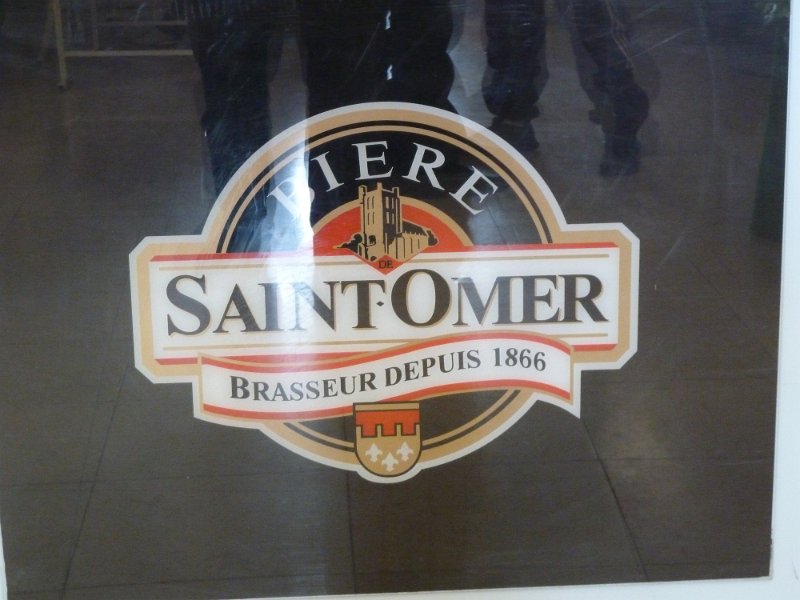 BIERE
DE
SAINT·OMER
BRASSEUR DEPUIS 1866